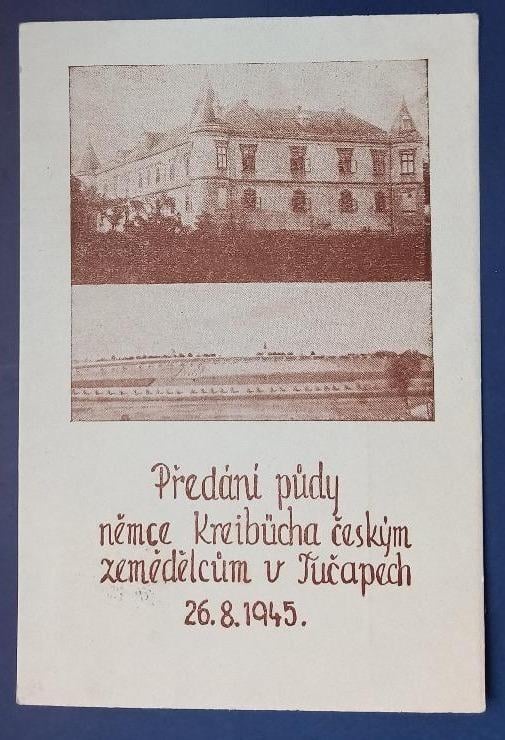 Předání půdy
němce Kreibücha českým
zemědělcům v Tučapech
26.8.1945.